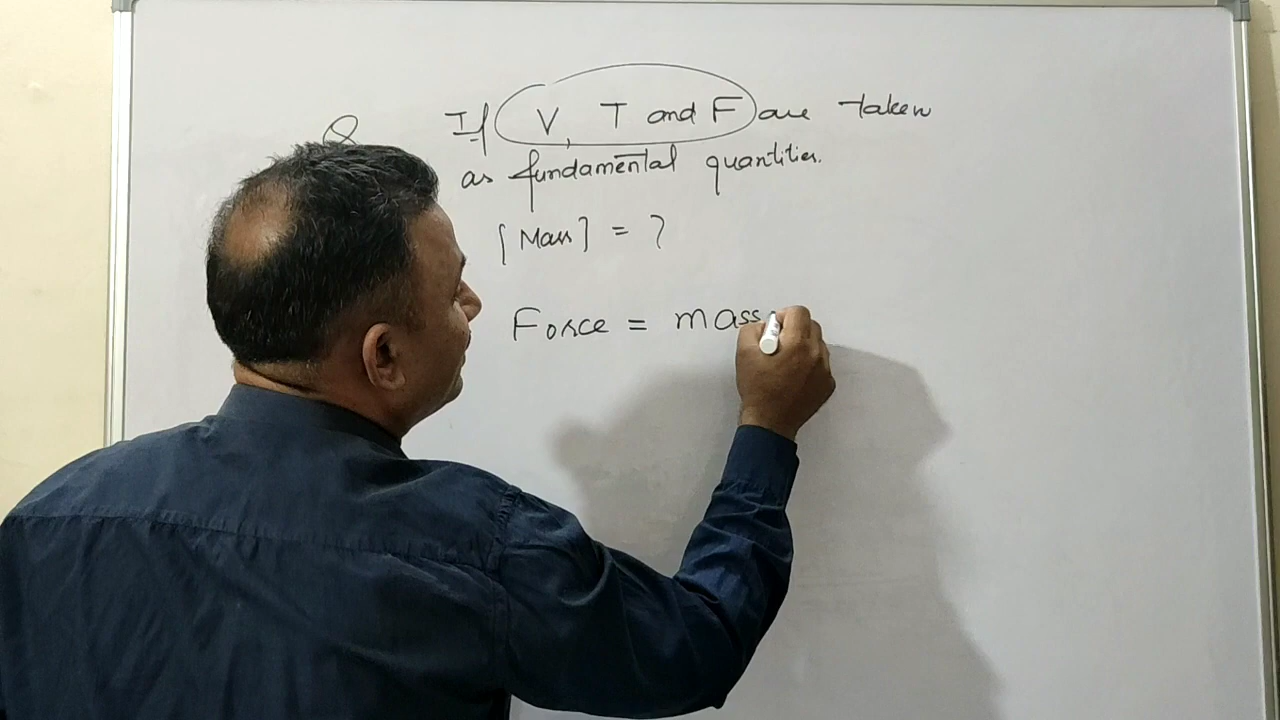 Q If V, T and F are taken
as fundamental quantities.
[Mass] = ?
Force = mass